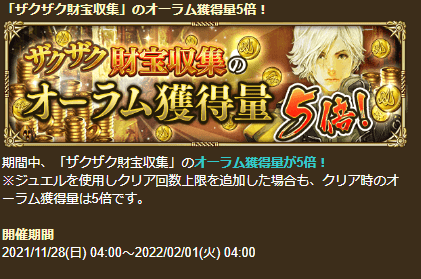 「ザクザク財宝収集」のオーラム獲得量5倍！
ザクザク財宝収集の
オーラム獲得量5倍!
期間中、「ザクザク財宝収集」のオーラム獲得量が5倍！
※ジュエルを使用しクリア回数上限を追加した場合も、クリア時のオ
ーラム獲得量は5倍です。
開催期間
2021/11/28(日) 04:00～2022/02/01(火) 04:00